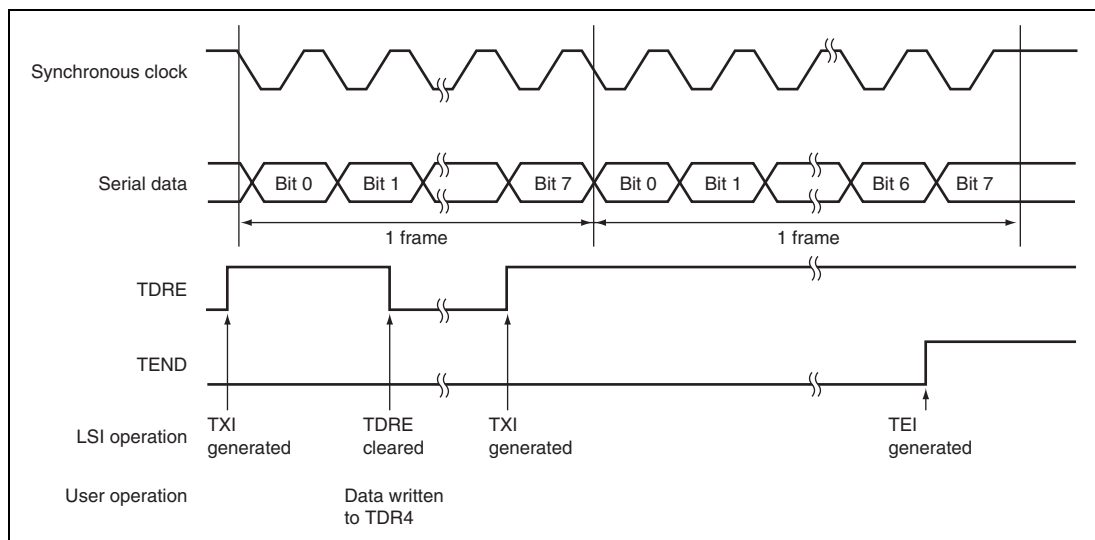 Synchronous clock
Serial data
Bit 0
Bit 1
Bit 7
Bit 0
Bit 1
Bit 6
Bit 7
1 frame
1 frame
TDRE
TEND
LSI operation
TXI
generated
TDRE
cleared
TXI
generated
TEI
generated
User operation
Data written
to TDR4